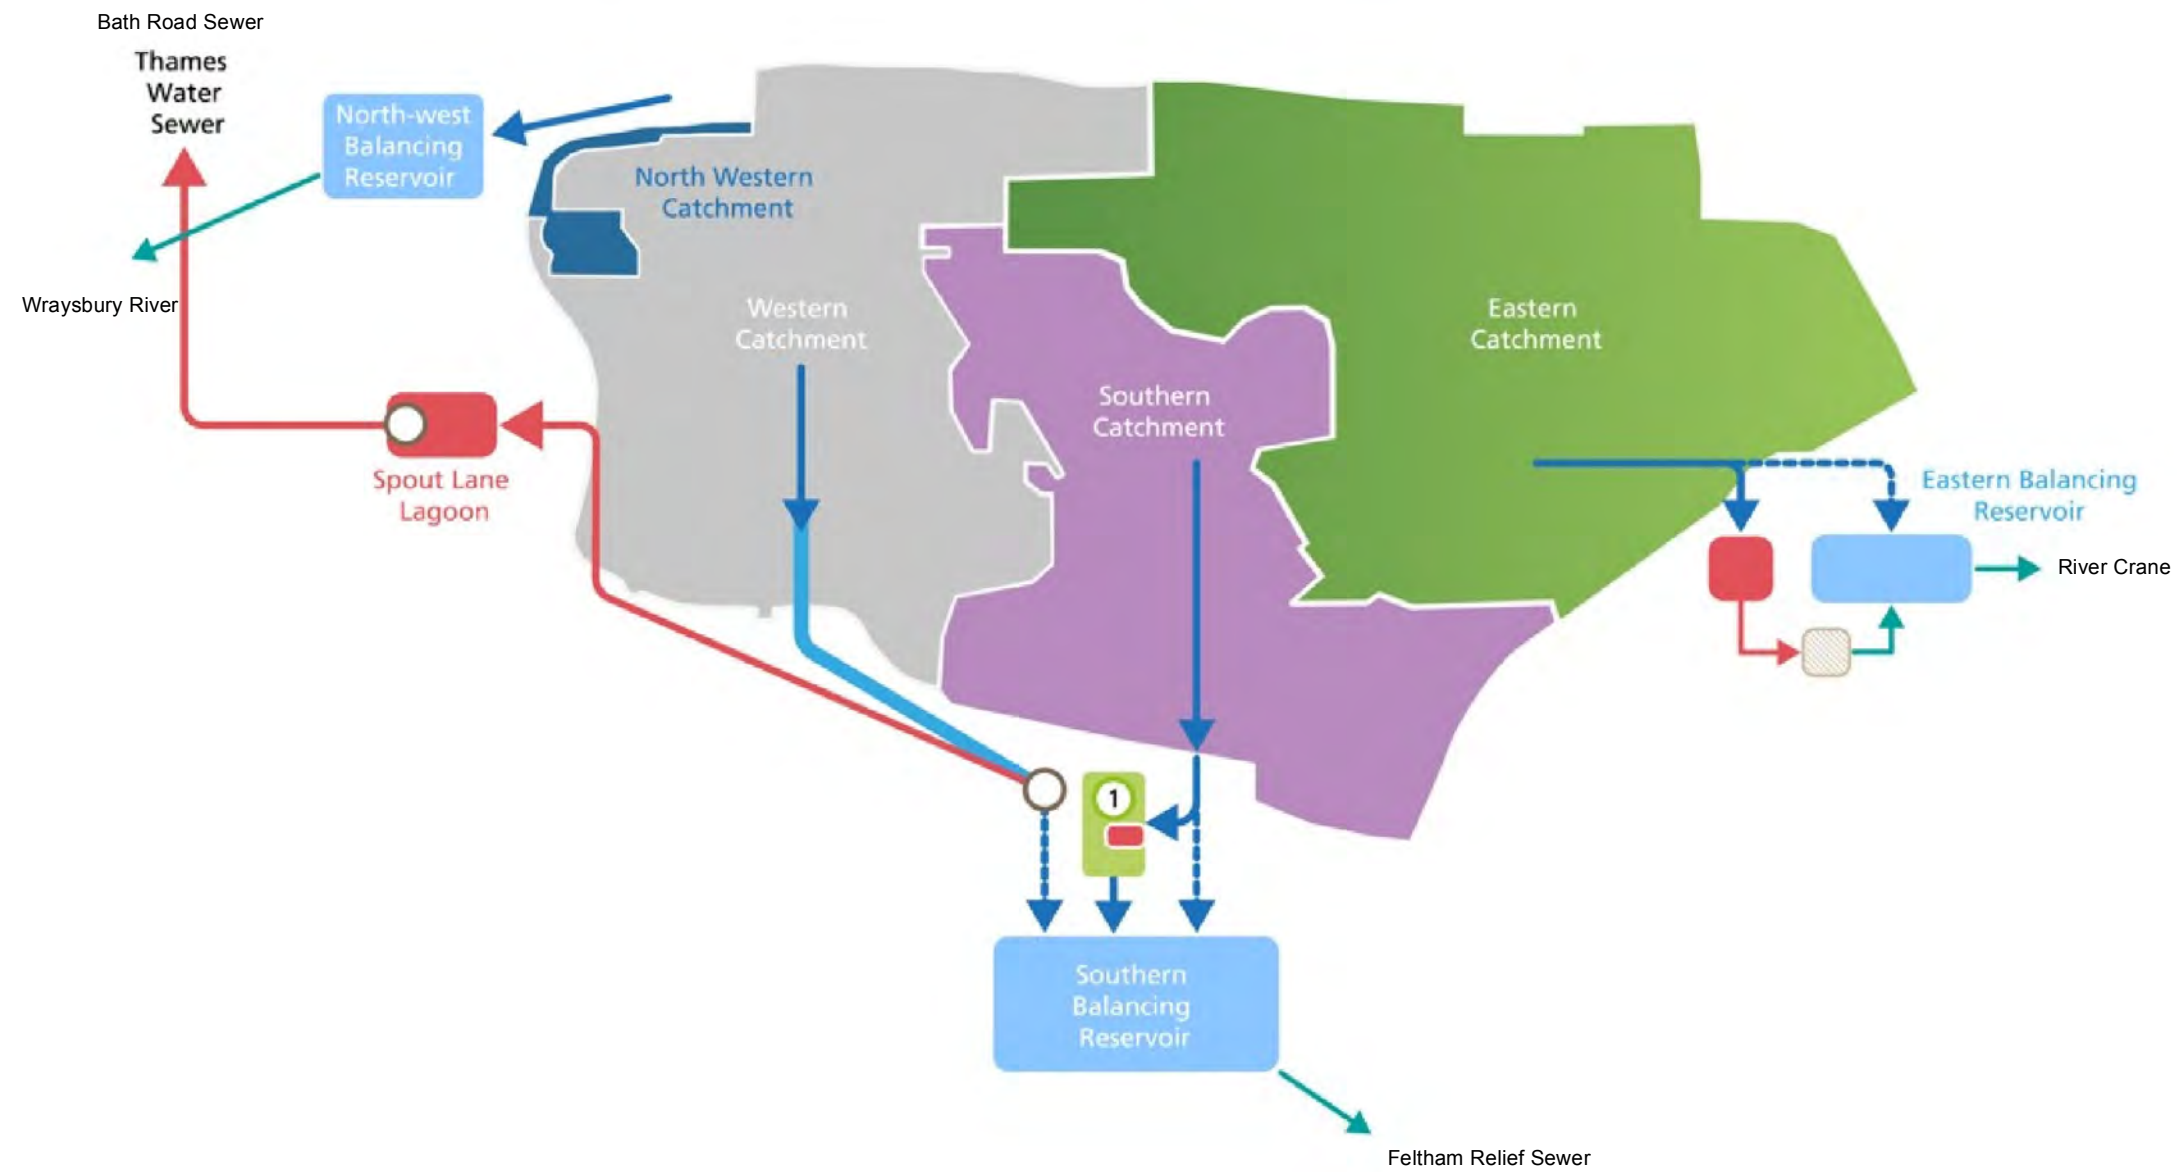 Bath Road Sewer
Thames
Water
Sewer
North-west
Balancing
Reservoir
North Western
Catchment
Wraysbury River
Western
Catchment
Eastern
Catchment
Southern
Catchment
Spout Lane
Lagoon
Eastern Balancing
Reservoir
River Crane
1
Southern
Balancing
Reservoir
Feltham Relief Sewer